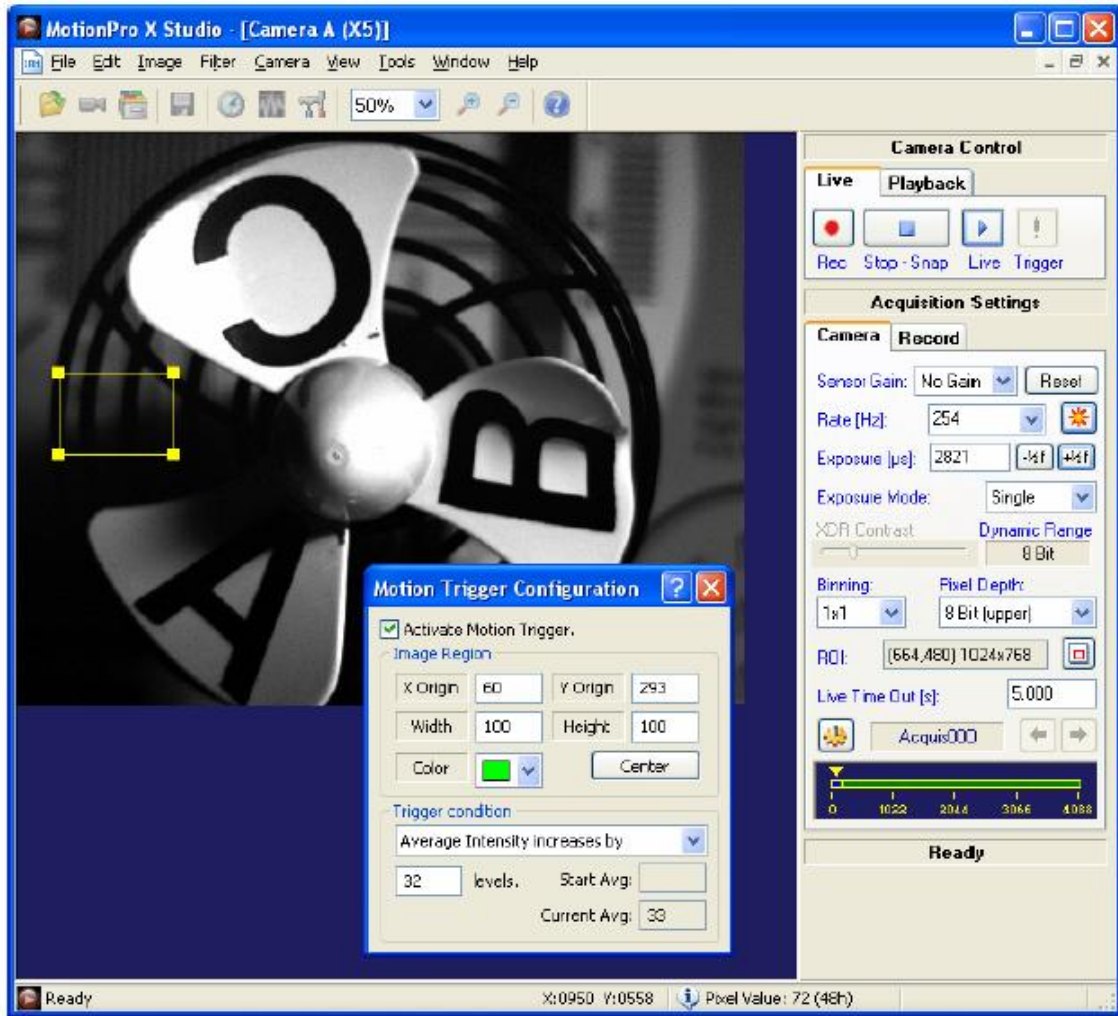 MotionPro X Studio - [Camera A (X5)]
File Edit Image Filter Camera View Tools Window Help
50%
Camera Control
Live Playback
Rec Stop - Snap Live Trigger
Acquisition Settings
Camera Record
Sensor Gain: No Gain Reset
Rate [Hz]: 254
Exposure [µs]: 2821 -½f +½f
Exposure Mode: Single
XDR Contrast Dynamic Range
8 Bit
Binning: Pixel Depth:
1x1 8 Bit (upper)
ROI: (664,480) 1024x768
Live Time Out [s]: 5.000
Acquis000
0 1022 2044 3066 4088
Ready
C
B
A
Motion Trigger Configuration
Activate Motion Trigger.
Image Region
X Origin 60 Y Origin 293
Width 100 Height 100
Color Center
Trigger condition
Average Intensity increases by
32 levels. Start Avg:
Current Avg: 33
Ready X:0950 Y:0558 Pixel Value: 72 (48h)